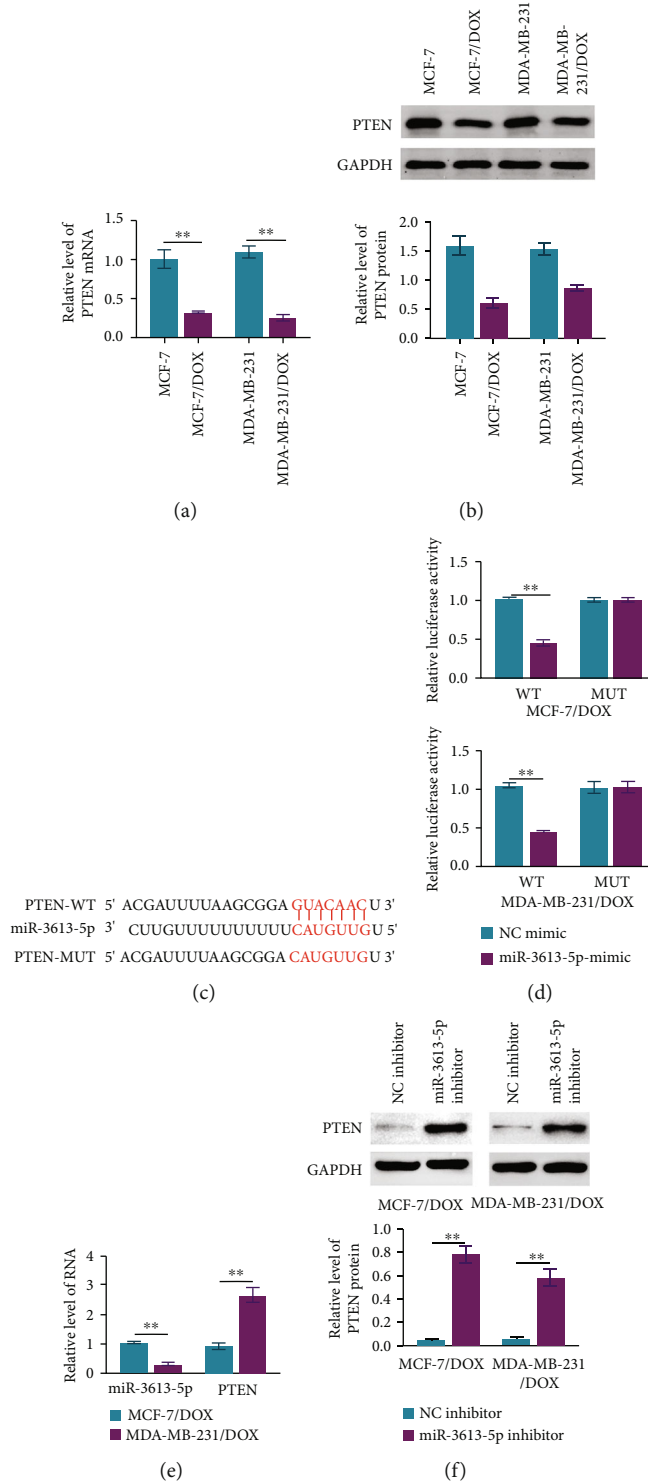 MCF-7
MCF-7/DOX
MDA-MB-231
MDA-MB-
231/DOX
PTEN
GAPDH
Relative level of
PTEN mRNA
1.5
1.0
0.5
0.0
**
**
MCF-7
MCF-7/DOX
MDA-MB-231
MDA-MB-231/DOX
(a)
Relative level of
PTEN protein
2.0
1.5
1.0
0.5
0.0
MCF-7
MCF-7/DOX
MDA-MB-231
MDA-MB-231/DOX
(b)
PTEN-WT 5' ACGAUUUUAAGCGGA GUACAACU 3'
miR-3613-5p 3' CUUGUUUUUUUUUUCAUGUUGU 5'
PTEN-MUT 5' ACGAUUUUAAGCGGA CAUGUUGU 3'
(c)
Relative luciferase activity
1.5
1.0
0.5
0.0
**
WT MUT
MCF-7/DOX
Relative luciferase activity
1.5
1.0
0.5
0.0
**
WT MUT
MDA-MB-231/DOX
NC mimic
miR-3613-5p-mimic
(d)
Relative level of RNA
4
3
2
1
0
**
**
miR-3613-5p PTEN
MCF-7/DOX
MDA-MB-231/DOX
(e)
NC inhibitor
miR-3613-5p
inhibitor
NC inhibitor
miR-3613-5p
inhibitor
PTEN
GAPDH
MCF-7/DOX MDA-MB-231/DOX
Relative level of
PTEN protein
1.0
0.8
0.6
0.4
0.2
0.0
**
**
MCF-7/DOX MDA-MB-231
/DOX
NC inhibitor
miR-3613-5p inhibitor
(f)